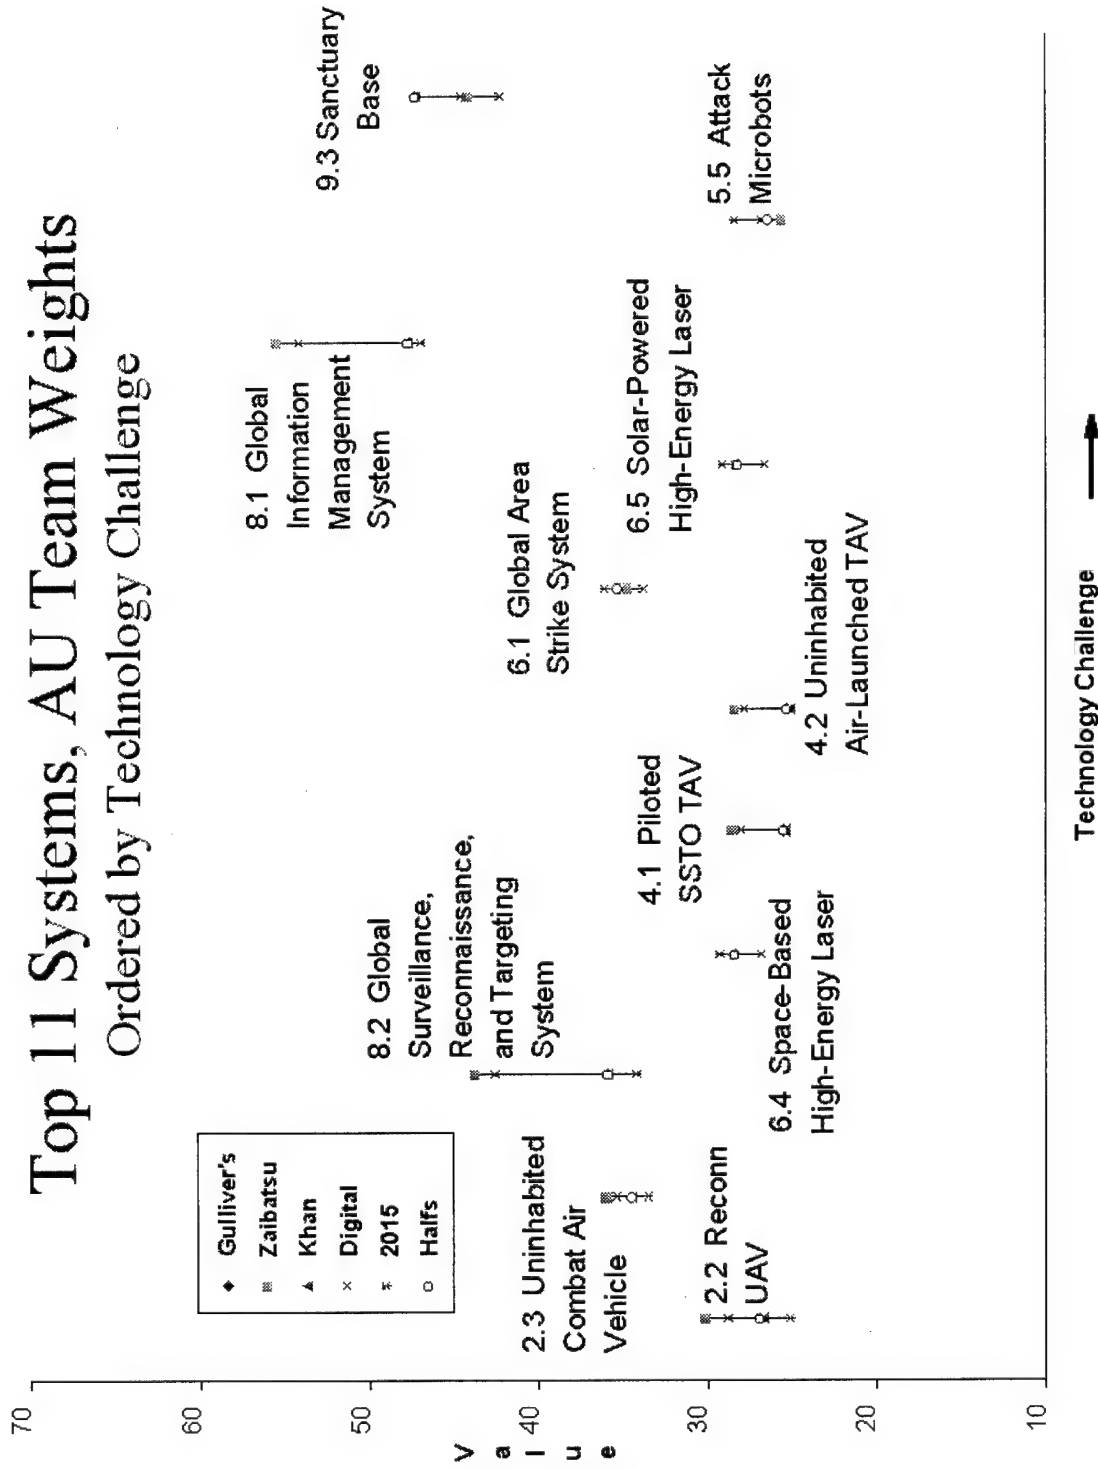 Top 11 Systems, AU Team Weights
Ordered by Technology Challenge
70
60
50
40
30
20
10
Value
Gulliver's
Zaibatsu
Khan
Digital
2015
Halfs
2.2 Reconn
UAV
2.3 Uninhabited
Combat Air
Vehicle
8.2 Global
Surveillance,
Reconnaissance,
and Targeting
System
6.4 Space-Based
High-Energy Laser
4.1 Piloted
SSTO TAV
4.2 Uninhabited
Air-Launched TAV
6.1 Global Area
Strike System
6.5 Solar-Powered
High-Energy Laser
8.1 Global
Information
Management
System
5.5 Attack
Microbots
9.3 Sanctuary
Base
Technology Challenge